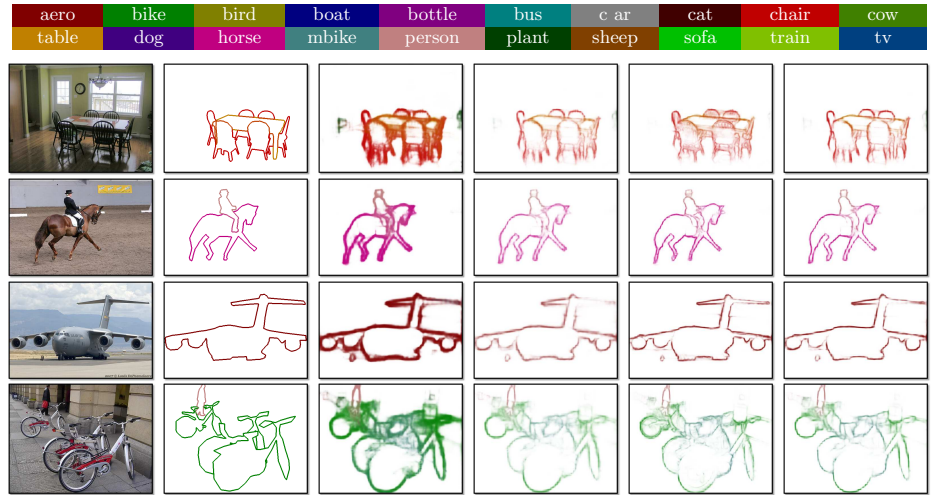 aero bike bird boat bottle bus c ar cat chair cow
table dog horse mbike person plant sheep sofa train tv